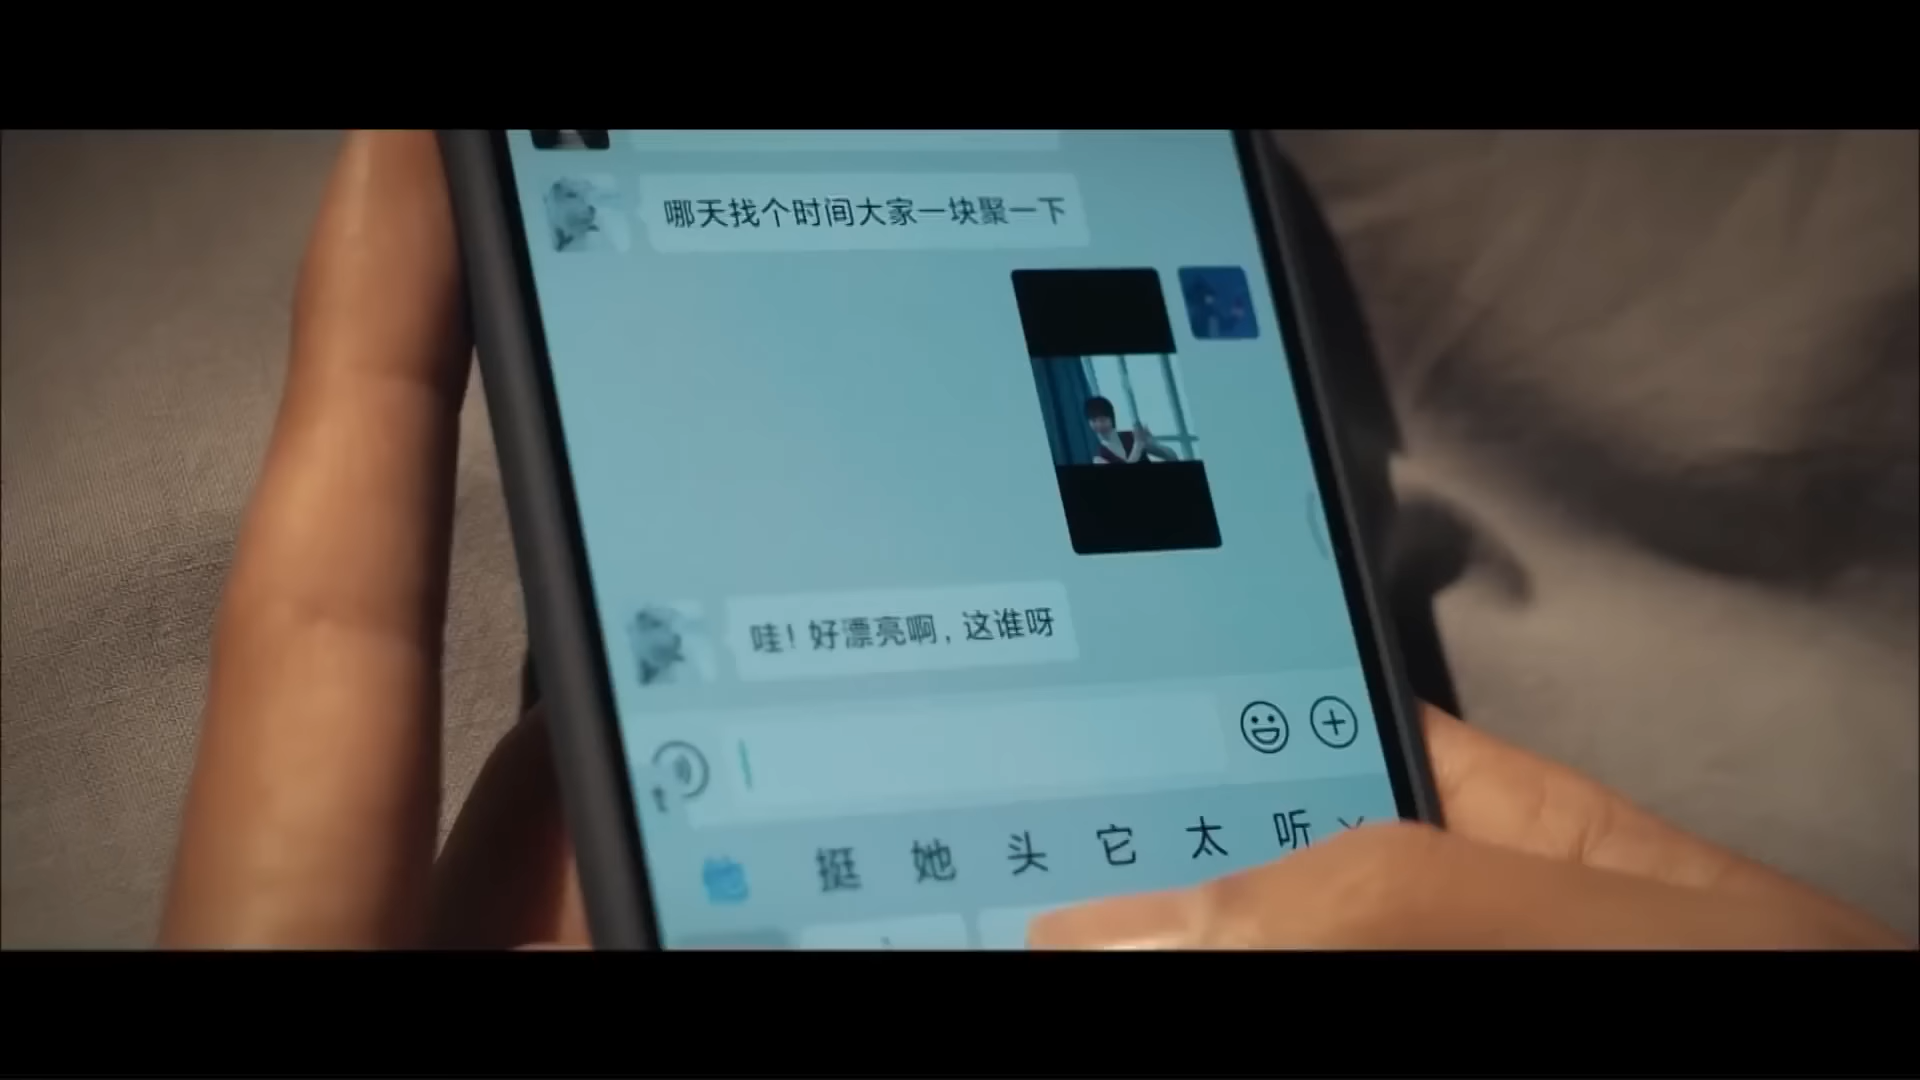 哪天找个时间大家一块聚一下
哇！好漂亮啊，这谁呀
他 挺 她 头 它 太 听